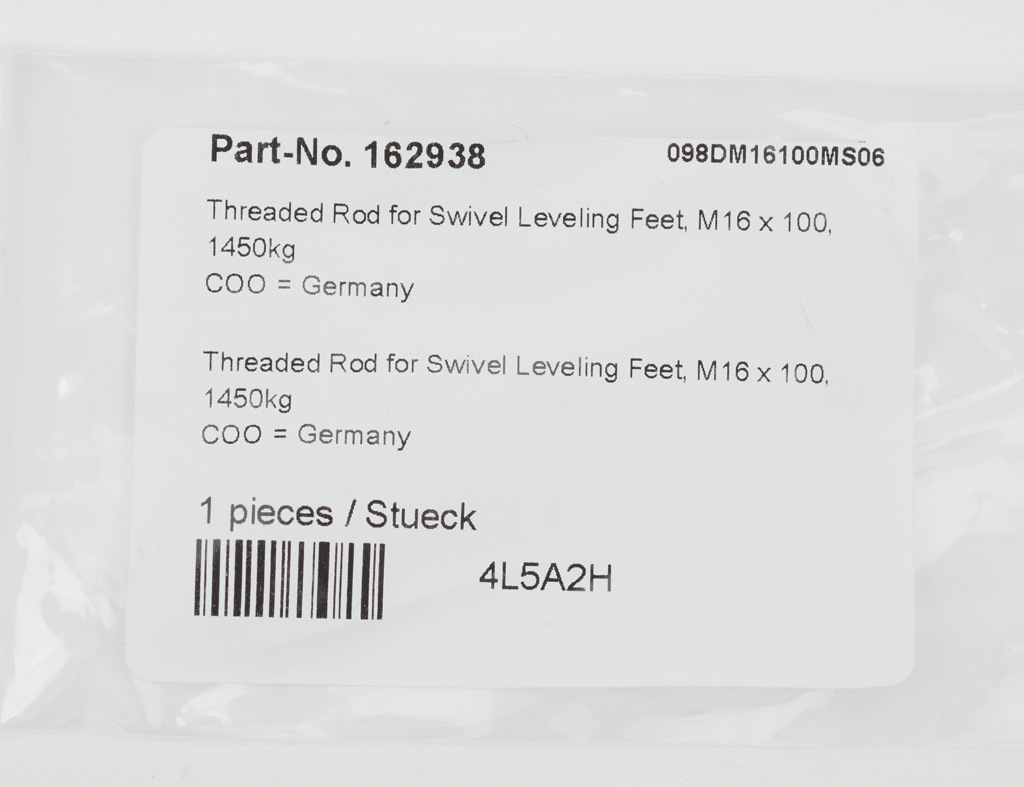 Part-No. 162938
098DM16100MS06
Threaded Rod for Swivel Leveling Feet, M16 x 100,
1450kg
COO = Germany
Threaded Rod for Swivel Leveling Feet, M16 x 100,
1450kg
COO = Germany
1 pieces / Stueck
4L5A2H